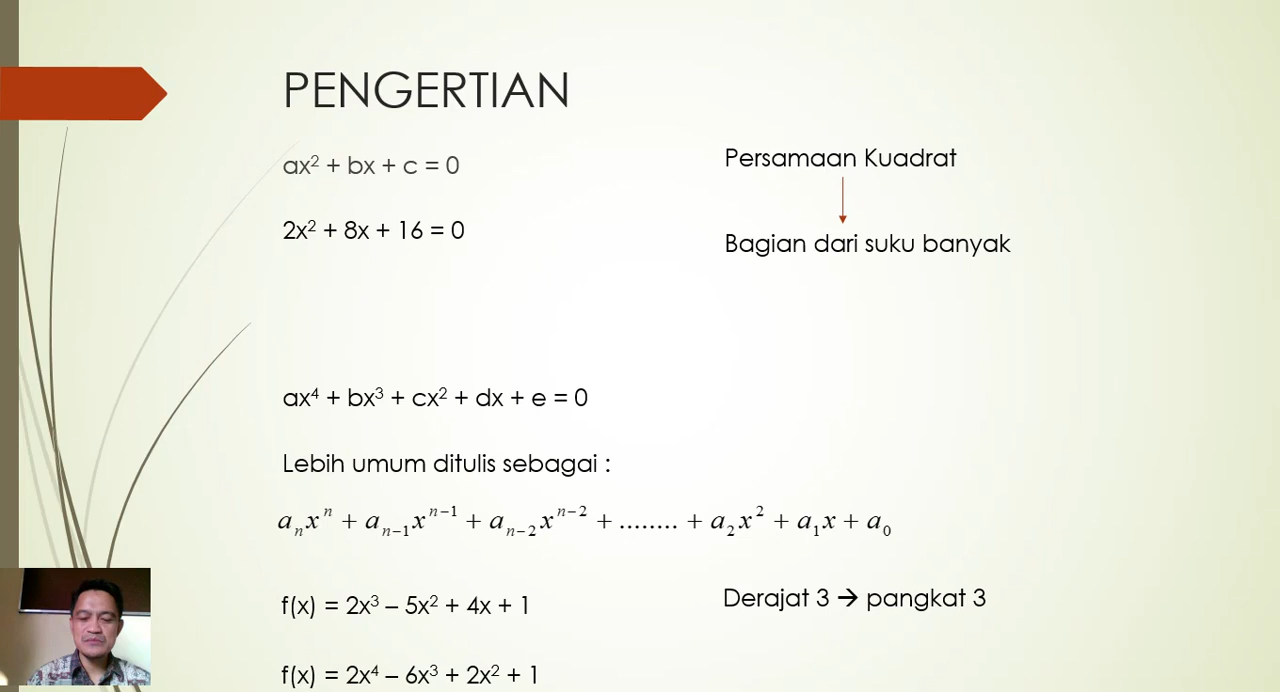 PENGERTIAN
ax² + bx + c = 0
Persamaan Kuadrat
2x² + 8x + 16 = 0
Bagian dari suku banyak
ax⁴ + bx³ + cx² + dx + e = 0
Lebih umum ditulis sebagai :
aₙxⁿ + aₙ₋₁xⁿ⁻¹ + aₙ₋₂xⁿ⁻² + ........ + a₂x² + a₁x + a₀
f(x) = 2x³ – 5x² + 4x + 1
Derajat 3 → pangkat 3
f(x) = 2x⁴ – 6x³ + 2x² + 1